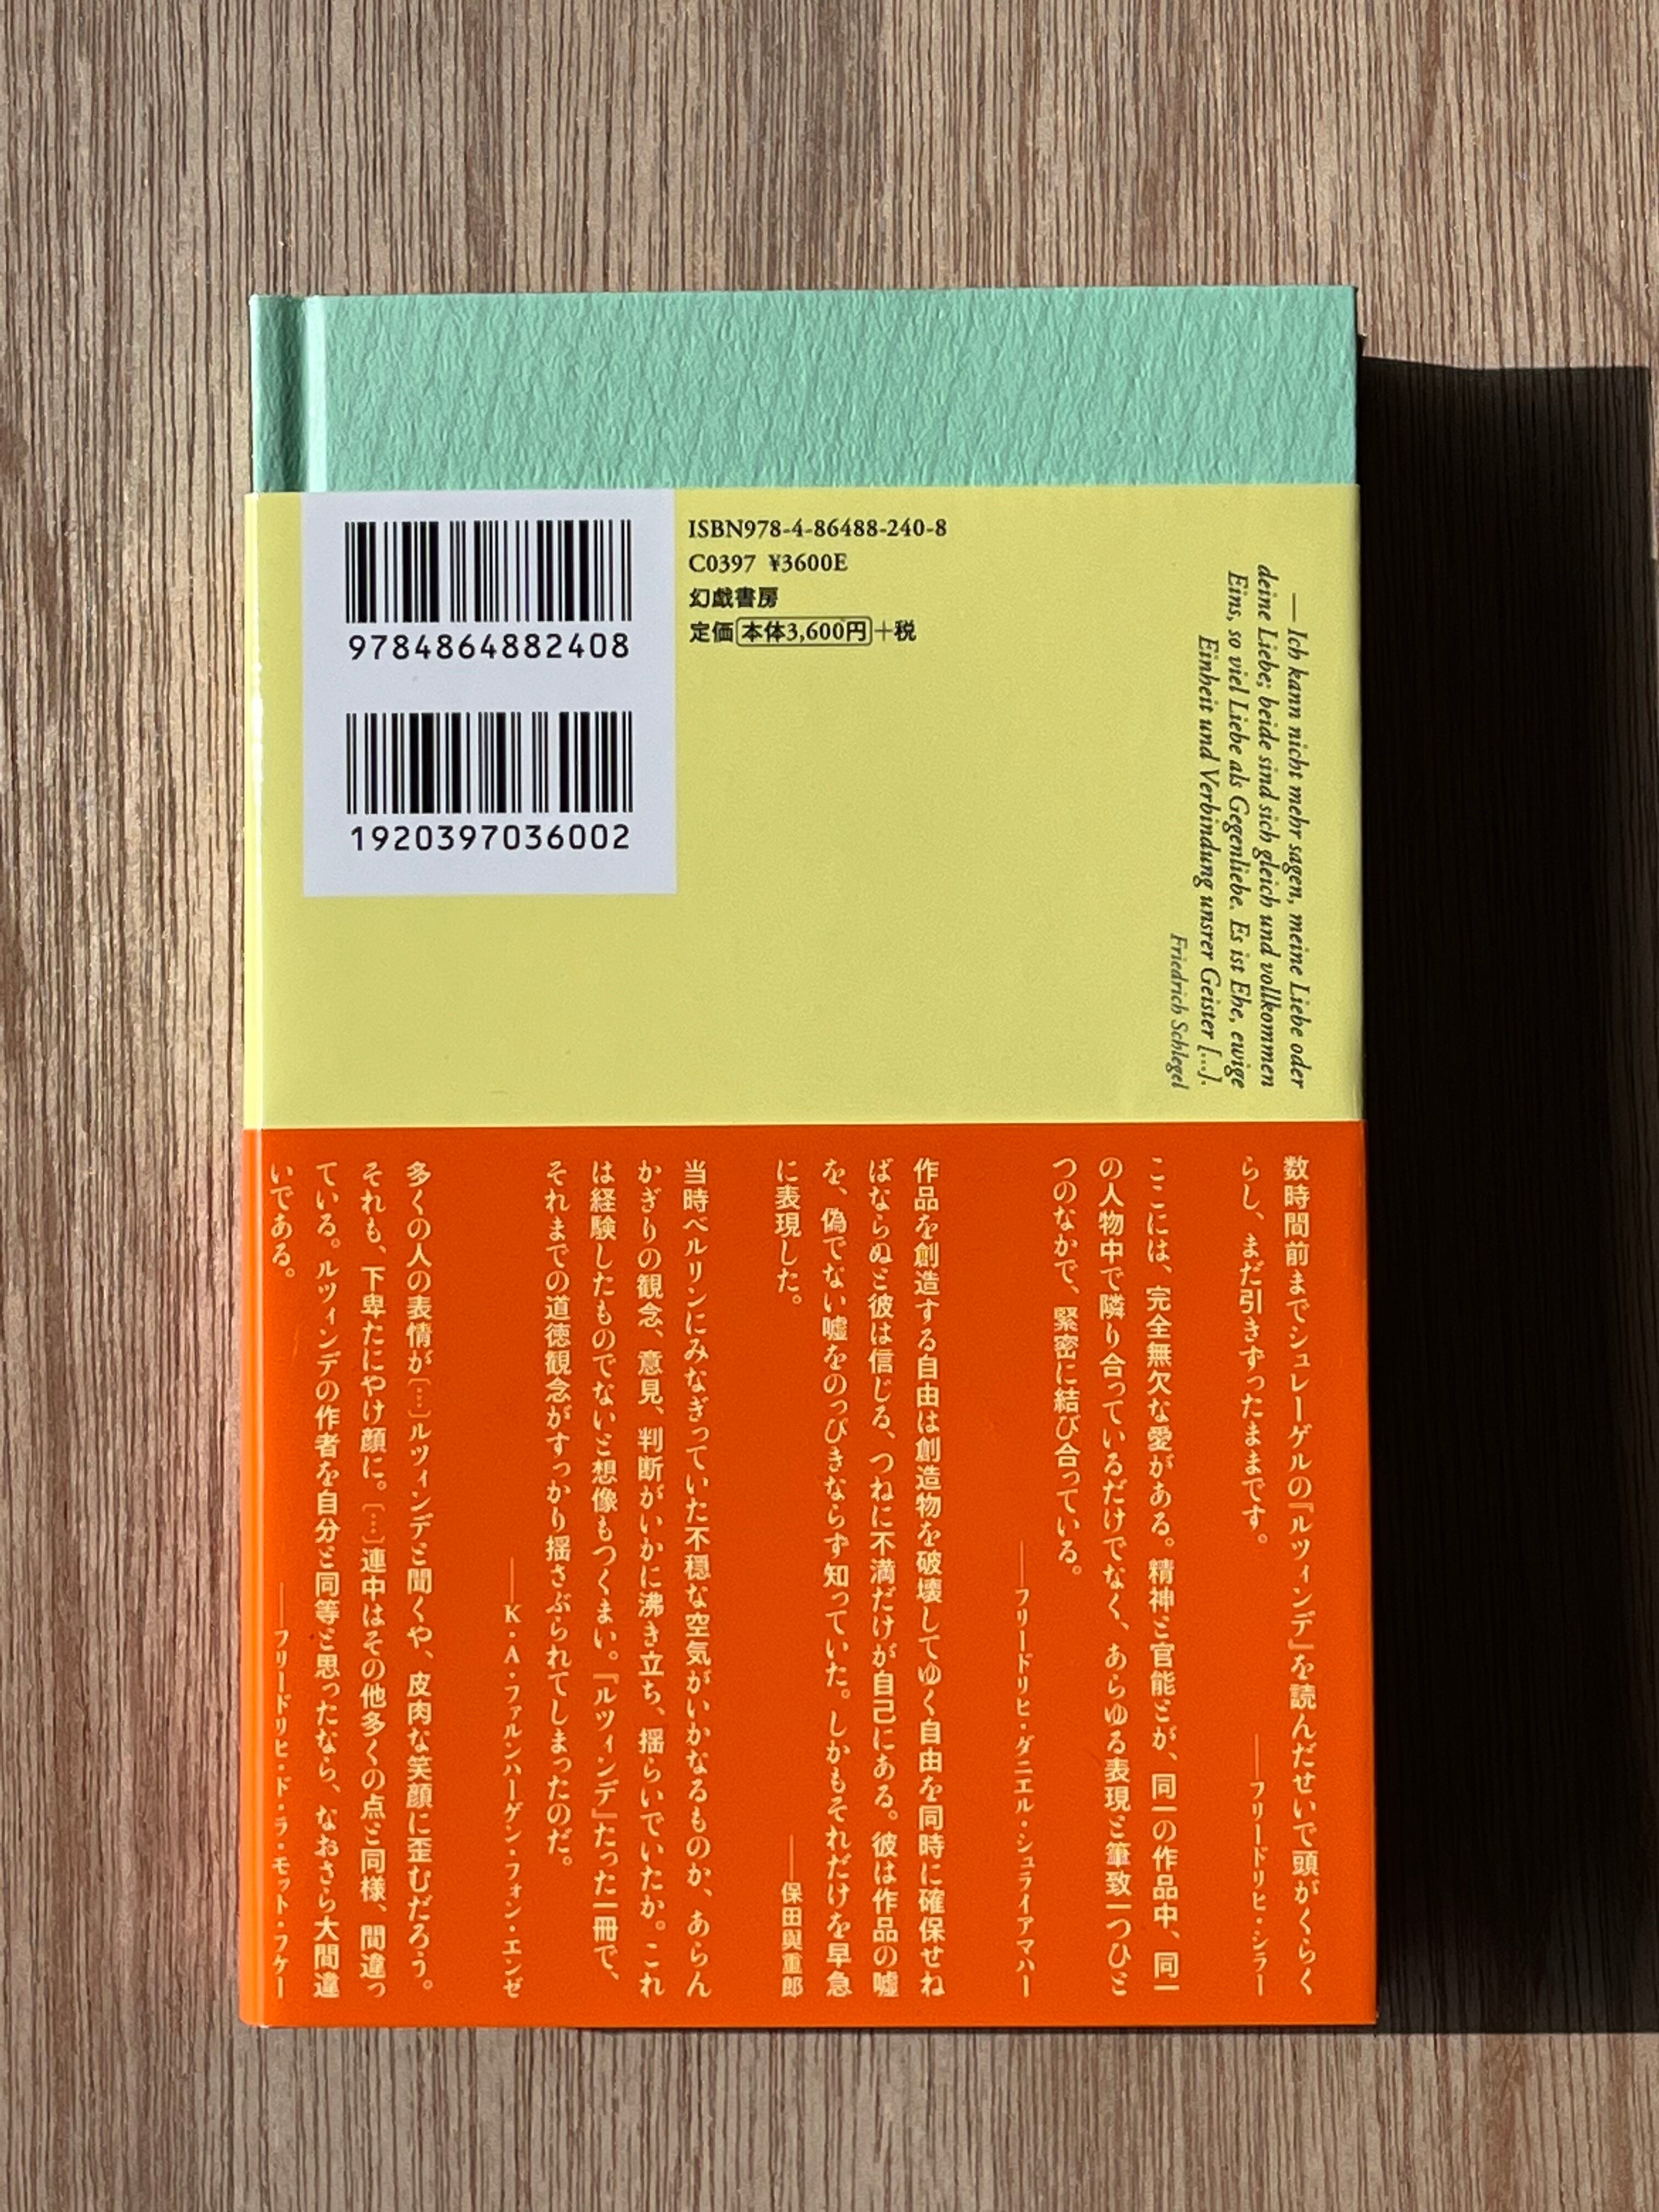 9784864882408
1920397036002
ISBN978-4-86488-240-8
C0397 ¥3600E
幻戯書房
定価 本体3,600円+税
— Ich kann nicht mehr sagen, meine Liebe oder
deine Liebe; beide sind sich gleich und vollkommen
Eins, so viel Liebe als Gegenliebe. Es ist Ehe, ewige
Einheit und Verbindung unsrer Geister [...].
Friedrich Schlegel
数時間前までシュレーゲルの『ルツィンデ』を読んだせいで頭がくらく
らし、まだ引きずったままです。
——フリードリヒ・シラー
ここには、完全無欠な愛がある。精神と官能とが、同一の作品中、同一
の人物中で隣り合っているだけでなく、あらゆる表現と筆致一つひと
つのなかで、緊密に結び合っている。
——フリードリヒ・ダニエル・シュライアマハー
作品を創造する自由は創造物を破壊してゆく自由を同時に確保せね
ばならぬと彼は信じる、つねに不満だけが自己にある。彼は作品の嘘
を、偽でない嘘をのっぴきならず知っていた。しかもそれだけを早急
に表現した。
——保田與重郎
当時ベルリンにみなぎっていた不穏な空気がいかなるものか、あらん
かぎりの観念、意見、判断がいかに沸き立ち、揺らいでいたか。これ
は経験したものでないと想像もつくまい。『ルツィンデ』たった一冊で、
それまでの道徳観念がすっかり揺さぶられてしまったのだ。
——K・A・ファルンハーゲン・フォン・エンゼ
多くの人の表情が〔…〕ルツィンデと聞くや、皮肉な笑顔に歪むだろう。
それも、下卑たにやけ顔に。〔…〕連中はその他多くの点と同様、間違っ
ている。ルツィンデの作者を自分と同等と思ったなら、なおさら大間違
いである。
——フリードリヒ・ド・ラ・モット・フケー